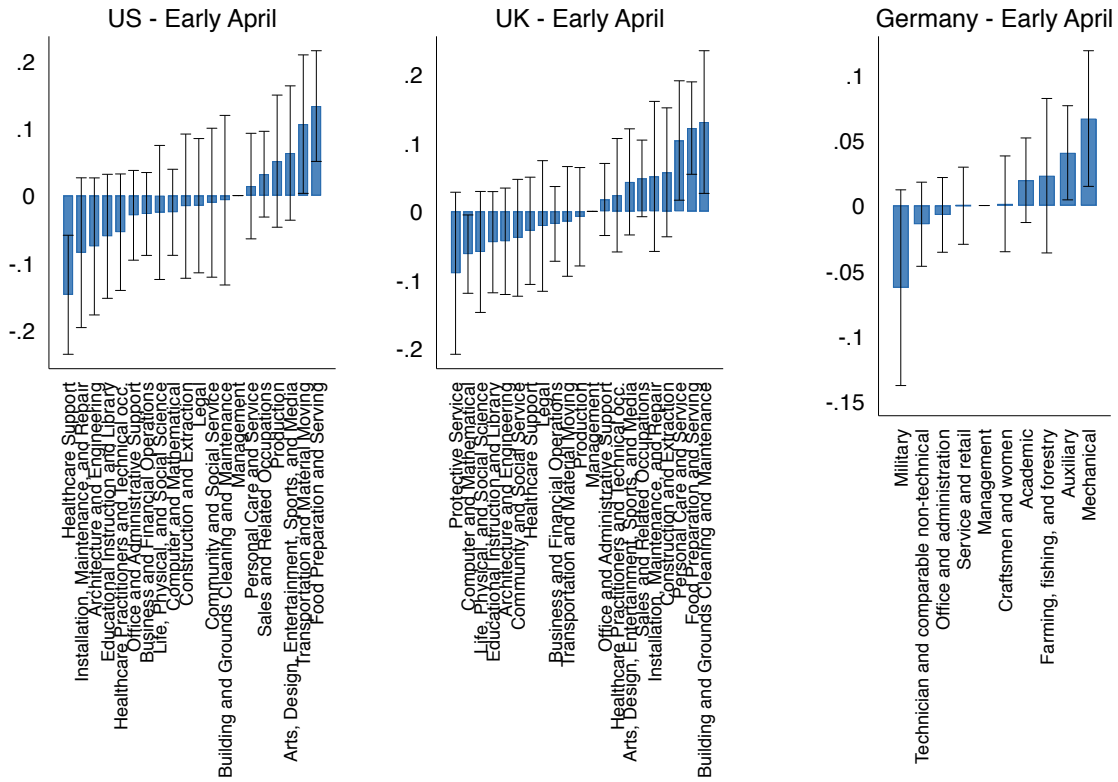 US - Early April
.2
.1
0
-.1
-.2
Healthcare Support
Installation, Maintenance, and Repair
Architecture and Engineering
Educational Instruction and Library
Healthcare Practitioners and Technical occ.
Office and Administrative Support
Business and Financial Operations
Life, Physical, and Social Science
Computer and Mathematical
Construction and Extraction
Legal
Community and Social Service
Building and Grounds Cleaning and Maintenance
Management
Personal Care and Service
Sales and Related Occupations
Production
Arts, Design, Entertainment, Sports, and Media
Transportation and Material Moving
Food Preparation and Serving
UK - Early April
.2
.1
0
-.1
-.2
Protective Service
Computer and Mathematical
Life, Physical, and Social Science
Educational Instruction and Library
Architecture and Engineering
Community and Social Service
Healthcare Support
Legal
Business and Financial Operations
Transportation and Material Moving
Production
Management
Office and Administrative Support
Healthcare Practitioners and Technical occ.
Arts, Design, Entertainment, Sports, and Media
Sales and Related Occupations
Installation, Maintenance, and Repair
Construction and Extraction
Personal Care and Service
Food Preparation and Serving
Building and Grounds Cleaning and Maintenance
Germany - Early April
.1
.05
0
-.05
-.1
-.15
Military
Technician and comparable non-technical
Office and administration
Service and retail
Management
Craftsmen and women
Academic
Farming, fishing, and forestry
Auxiliary
Mechanical